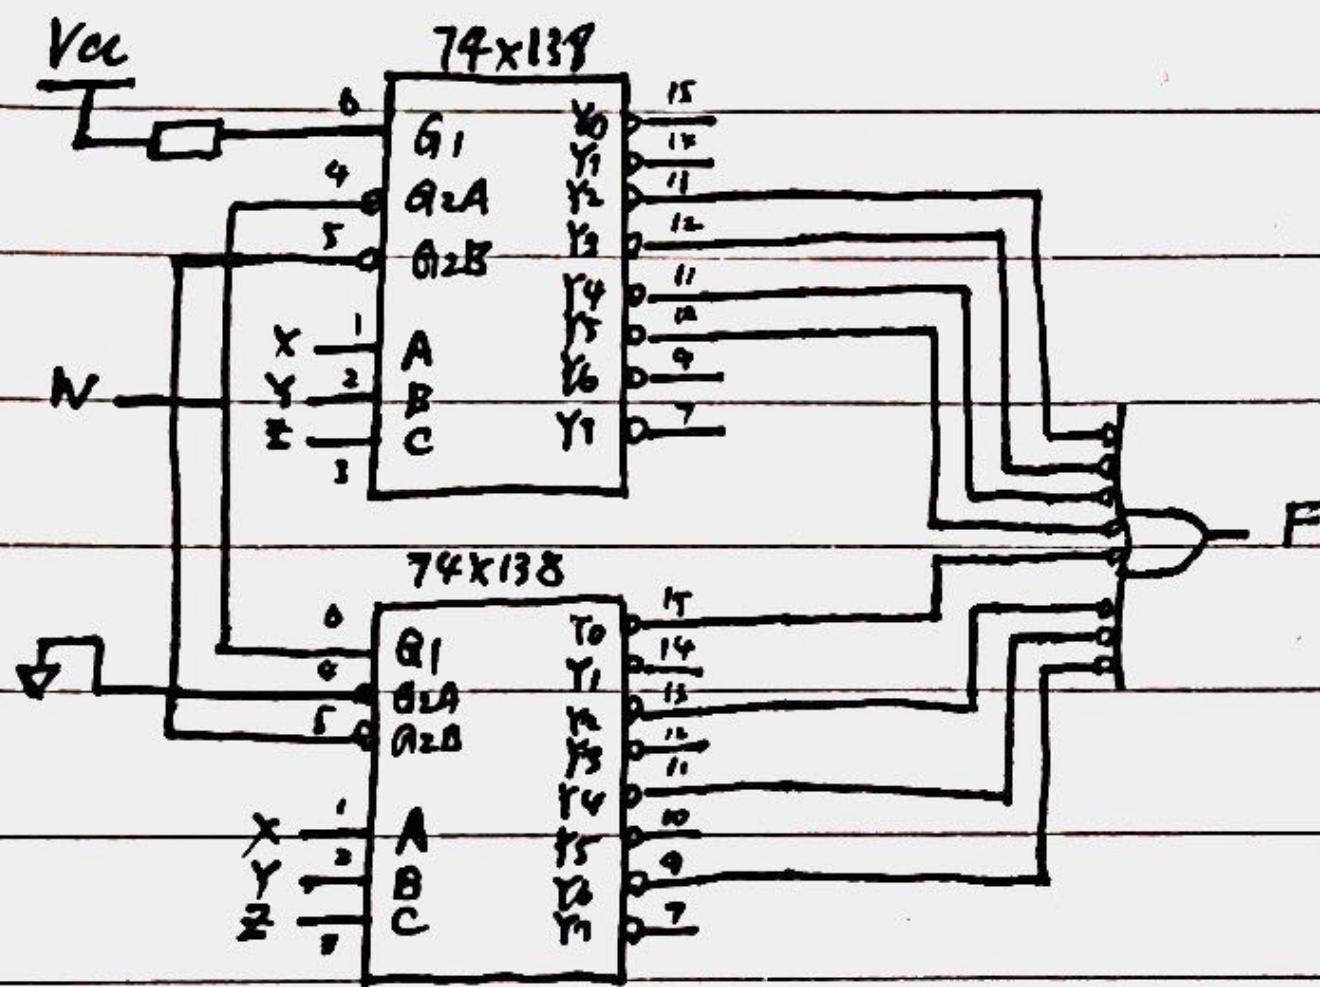 Vcc
74x138
6 G1 Y0 15
Y1 14
4 G2A Y2 13
5 G2B Y3 12
Y4 11
X 1 A Y5 10
W Y 2 B Y6 9
Z 3 C Y7 7
F
74x138
6 G1 Y0 15
4 G2A Y1 14
5 G2B Y2 13
Y3 12
Y4 11
X 1 A Y5 10
Y 2 B Y6 9
Z 3 C Y7 7